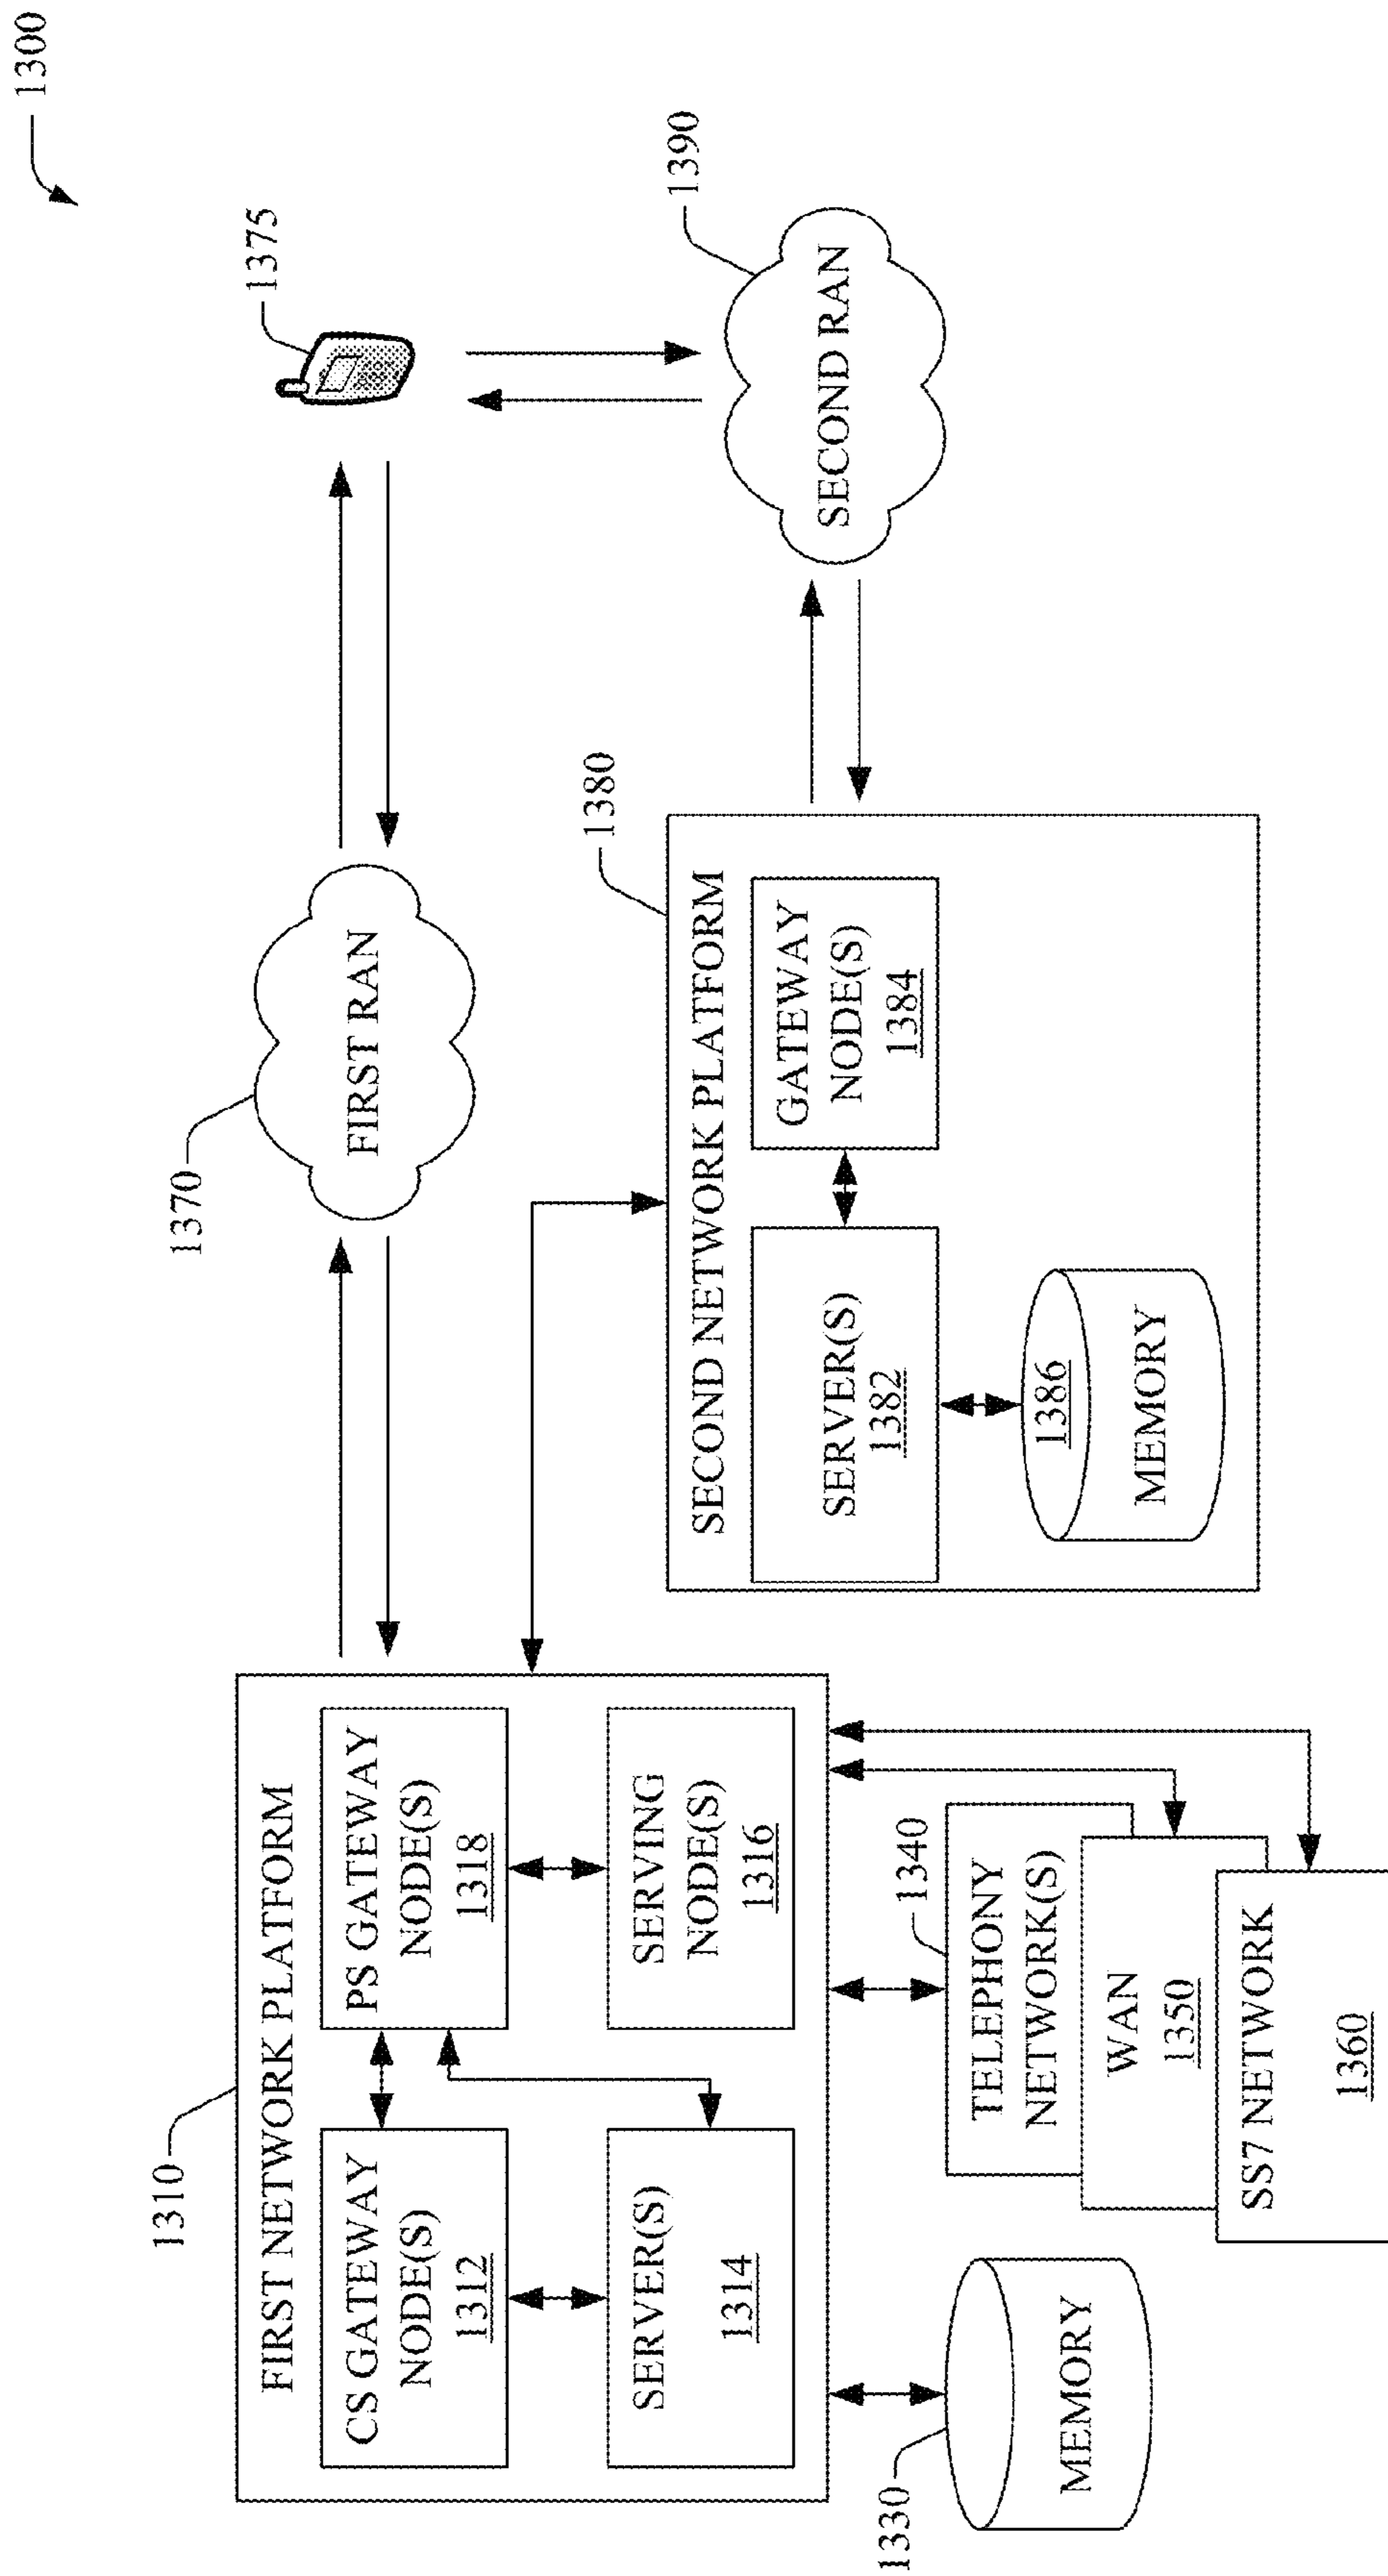 1300
1375
1370
FIRST RAN
1310
FIRST NETWORK PLATFORM
CS GATEWAY
NODE(S)
1312
PS GATEWAY
NODE(S)
1318
SERVER(S)
1314
SERVING
NODE(S)
1316
1380
SECOND NETWORK PLATFORM
SERVER(S)
1382
GATEWAY
NODE(S)
1384
1386
MEMORY
1390
SECOND RAN
1330
MEMORY
1340
TELEPHONY
NETWORK(S)
WAN
1350
SS7 NETWORK
1360